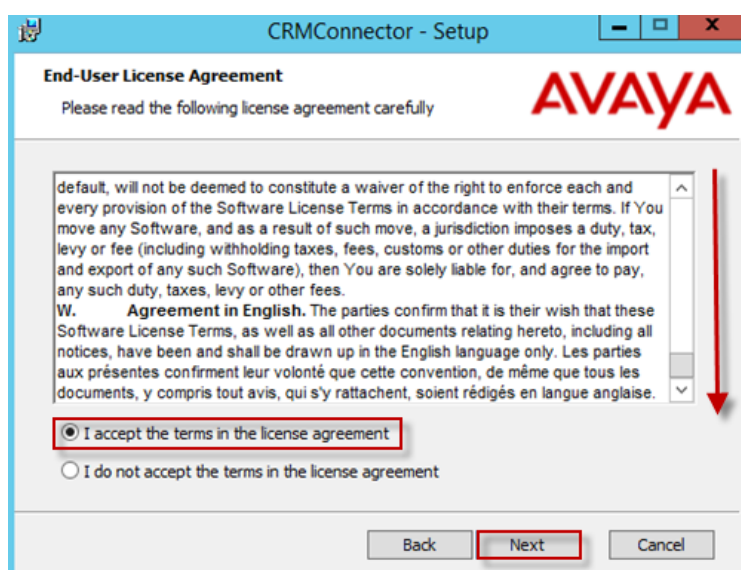 CRMConnector - Setup
End-User License Agreement
Please read the following license agreement carefully
AVAYA
default, will not be deemed to constitute a waiver of the right to enforce each and
every provision of the Software License Terms in accordance with their terms. If You
move any Software, and as a result of such move, a jurisdiction imposes a duty, tax,
levy or fee (including withholding taxes, fees, customs or other duties for the import
and export of any such Software), then You are solely liable for, and agree to pay,
any such duty, taxes, levy or other fees.
W. Agreement in English. The parties confirm that it is their wish that these
Software License Terms, as well as all other documents relating hereto, including all
notices, have been and shall be drawn up in the English language only. Les parties
aux présentes confirment leur volonté que cette convention, de même que tous les
documents, y compris tout avis, qui s'y rattachent, soient rédigés en langue anglaise.
I accept the terms in the license agreement
I do not accept the terms in the license agreement
Back Next Cancel